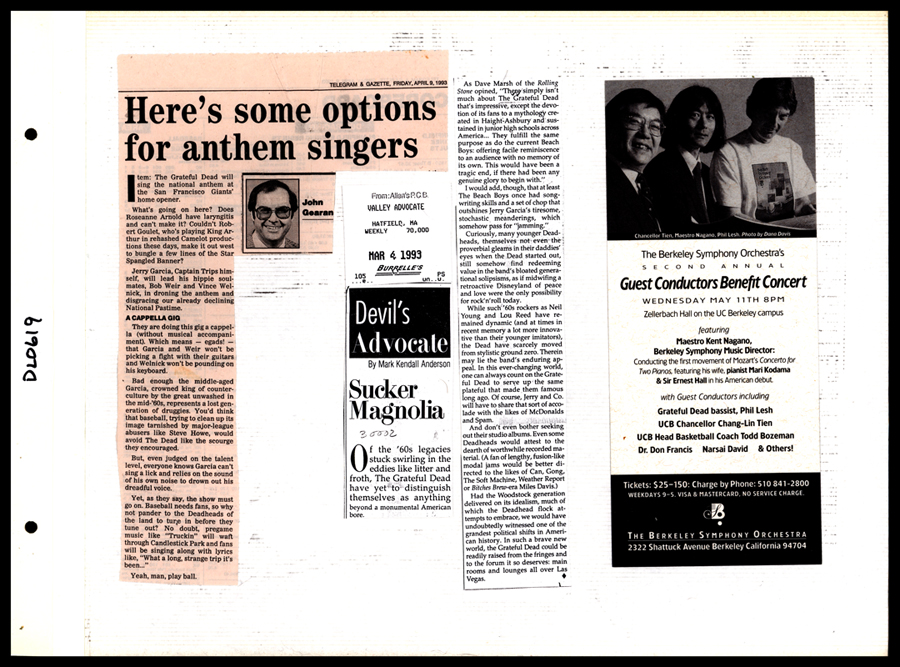 DLO619
TELEGRAM & GAZETTE, FRIDAY, APRIL 9, 1993
Here's some options
for anthem singers
Item: The Grateful Dead will
sing the national anthem at
the San Francisco Giants'
home opener.
What's going on here? Does
Roseanne Arnold have laryngitis
and can't make it? Couldn't Rob-
ert Goulet, who's playing King Ar-
thur in rehashed Camelot produc-
tions these days, make it out west
to bungle a few lines of the Star
Spangled Banner?
Jerry Garcia, Captain Trips him-
self, will lead his hippie soul-
mates, Bob Weir and Vince Wel-
nick, in droning the anthem and
disgracing our already declining
National Pastime.
A CAPPELLA GIG
They are doing this gig a cappel-
la (without musical accompani-
ment). Which means — egads! —
that Garcia and Weir won't be
picking a fight with their guitars
and Welnick won't be pounding on
his keyboard.
Bad enough the middle-aged
Garcia, crowned king of counter-
culture by the great unwashed in
the mid-'60s, represents a lost gen-
eration of druggies. You'd think
that baseball, trying to clean up its
image tarnished by major-league
abusers like Steve Howe, would
avoid The Dead like the scourge
they encouraged.
But, even judged on the talent
level, everyone knows Garcia can't
sing a lick and relies on the sound
of his own noise to drown out his
dreadful voice.
Yet, as they say, the show must
go on. Baseball needs fans, so why
not pander to the Deadheads of
the land to turn in before they
tune out? No doubt, pregame
music like "Truckin" will waft
through Candlestick Park and fans
will be singing along with lyrics
like, "What a long, strange trip it's
been..."
Yeah, man, play ball.
John
Gearan
From: Allen's P.C.B.
VALLEY ADVOCATE
HATFIELD, MA
WEEKLY 70,000
MAR 4 1993
BURRELLE'S
105 PS
Devil's
Advocate
By Mark Kendall Anderson
Sucker
Magnolia
Of the '60s legacies
stuck swirling in the
eddies like litter and
froth, The Grateful Dead
have yet to distinguish
themselves as anything
beyond a monumental American
bore.
As Dave Marsh of the Rolling
Stone opined, "There simply isn't
much about The Grateful Dead
that's impressive, except the devo-
tion of its fans to a mythology cre-
ated in Haight-Ashbury and sus-
tained in junior high schools across
America... They fulfill the same
purpose as do the current Beach
Boys: offering facile reminiscence
to an audience with no memory of
its own. This would have been a
tragic end, if there had been any
genuine glory to begin with."
I would add, though, that at least
The Beach Boys once had song-
writing skills and a set of chop that
outshines Jerry Garcia's tiresome,
stochastic meanderings, which
somehow pass for "jamming."
Curiously, many younger Dead-
heads, themselves not even the
proverbial gleams in their daddies'
eyes when the Dead started out,
still somehow find redeeming
value in the band's bloated genera-
tional solipsisms, as if midwifing a
retroactive Disneyland of peace
and love were the only possibility
for rock'n'roll today.
While such '60s rockers as Neil
Young and Lou Reed have re-
mained dynamic (and at times in
recent memory a lot more innova-
tive than their younger imitators),
the Dead have scarcely moved
from stylistic ground zero. Therein
may lie the band's enduring ap-
peal. In this ever-changing world,
one can always count on the Grate-
ful Dead to serve up the same
plateful that made them famous
long ago. Of course, Jerry and Co.
will have to share that sort of acco-
lade with the likes of McDonalds
and Spam.
And don't even bother seeking
out their studio albums. Even some
Deadheads would attest to the
dearth of worthwhile recorded ma-
terial. (A fan of lengthy, fusion-like
modal jams would be better di-
rected to the likes of Can, Gong,
The Soft Machine, Weather Report
or Bitches Brew-era Miles Davis.)
Had the Woodstock generation
delivered on its idealism, much of
which the Deadhead flock at-
tempts to embrace, we would have
undoubtedly witnessed one of the
grandest political shifts in Ameri-
can history. In such a brave new
world, the Grateful Dead could be
readily raised from the fringes and
to the forum it so deserves: main
rooms and lounges all over Las
Vegas.
Chancellor Tien, Maestro Nagano, Phil Lesh. Photo by Dana Davis
The Berkeley Symphony Orchestra's
SECOND ANNUAL
Guest Conductors Benefit Concert
WEDNESDAY MAY 11TH 8PM
Zellerbach Hall on the UC Berkeley campus
featuring
Maestro Kent Nagano,
Berkeley Symphony Music Director:
Conducting the first movement of Mozart's Concerto for
Two Pianos, featuring his wife, pianist Mari Kodama
& Sir Ernest Hall in his American debut.
with Guest Conductors including
Grateful Dead bassist, Phil Lesh
UCB Chancellor Chang-Lin Tien
UCB Head Basketball Coach Todd Bozeman
Dr. Don Francis Narsai David & Others!
Tickets: $25-150: Charge by Phone: 510 841-2800
WEEKDAYS 9-5. VISA & MASTERCARD, NO SERVICE CHARGE.
THE BERKELEY SYMPHONY ORCHESTRA
2322 Shattuck Avenue Berkeley California 94704